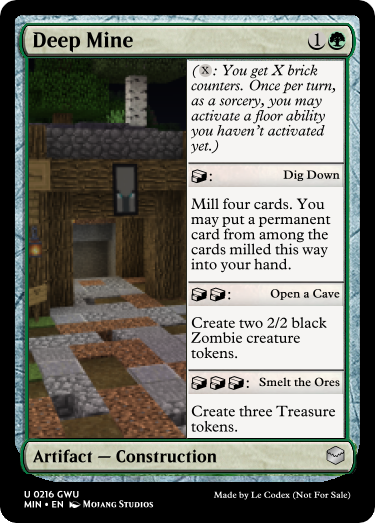 Deep Mine 1
(X: You get X brick
counters. Once per turn,
as a sorcery, you may
activate a floor ability
you haven't activated
yet.)
: Dig Down
Mill four cards. You
may put a permanent
card from among the
cards milled this way
into your hand.
: Open a Cave
Create two 2/2 black
Zombie creature
tokens.
: Smelt the Ores
Create three Treasure
tokens.
Artifact — Construction
U 0216 GWU
MIN • EN Mojang Studios
Made by Le Codex (Not For Sale)